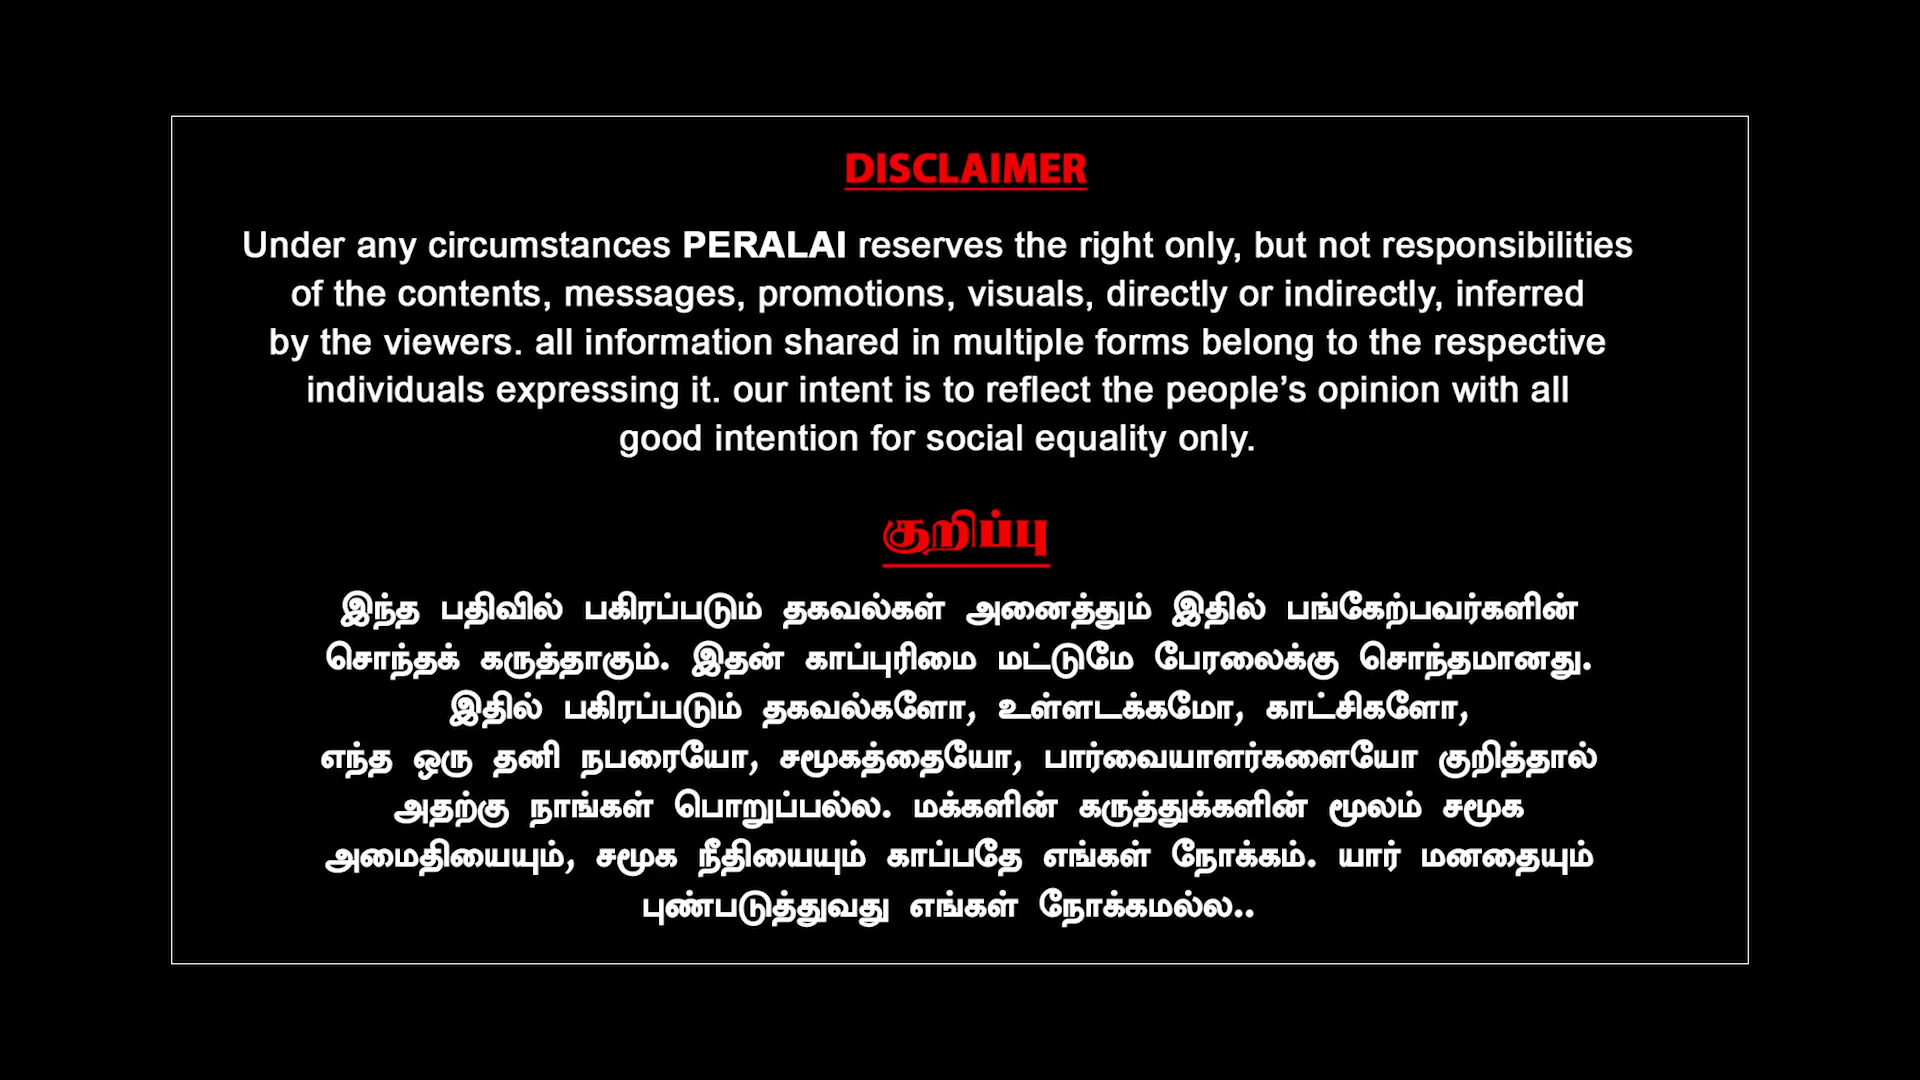 DISCLAIMER
Under any circumstances PERALAI reserves the right only, but not responsibilities
of the contents, messages, promotions, visuals, directly or indirectly, inferred
by the viewers. all information shared in multiple forms belong to the respective
individuals expressing it. our intent is to reflect the people’s opinion with all
good intention for social equality only.
குறிப்பு
இந்த பதிவில் பகிரப்படும் தகவல்கள் அனைத்தும் இதில் பங்கேற்பவர்களின்
சொந்தக் கருத்தாகும். இதன் காப்புரிமை மட்டுமே பேரலைக்கு சொந்தமானது.
இதில் பகிரப்படும் தகவல்களோ, உள்ளடக்கமோ, காட்சிகளோ,
எந்த ஒரு தனி நபரையோ, சமூகத்தையோ, பார்வையாளர்களையோ குறித்தால்
அதற்கு நாங்கள் பொறுப்பல்ல. மக்களின் கருத்துக்களின் மூலம் சமூக
அமைதியையும், சமூக நீதியையும் காப்பதே எங்கள் நோக்கம். யார் மனதையும்
புண்படுத்துவது எங்கள் நோக்கமல்ல..